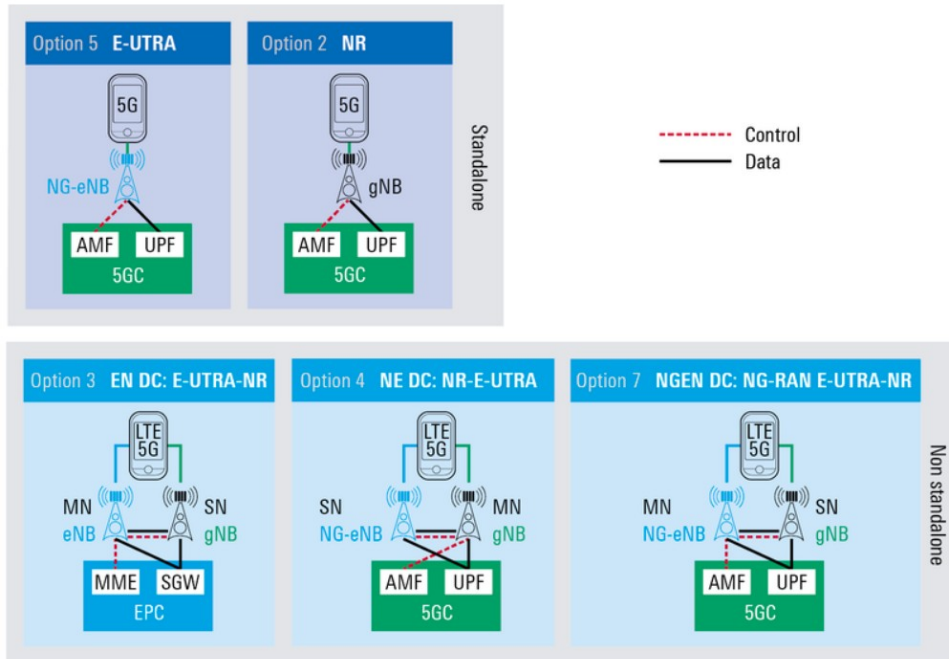 Option 5 E-UTRA
5G
NG-eNB
AMF UPF
5GC
Option 2 NR
5G
gNB
AMF UPF
5GC
Standalone
Control
Data
Option 3 EN DC: E-UTRA-NR
LTE
5G
MN SN
eNB gNB
MME SGW
EPC
Option 4 NE DC: NR-E-UTRA
LTE
5G
SN MN
NG-eNB gNB
AMF UPF
5GC
Option 7 NGEN DC: NG-RAN E-UTRA-NR
LTE
5G
MN SN
NG-eNB gNB
AMF UPF
5GC
Non standalone